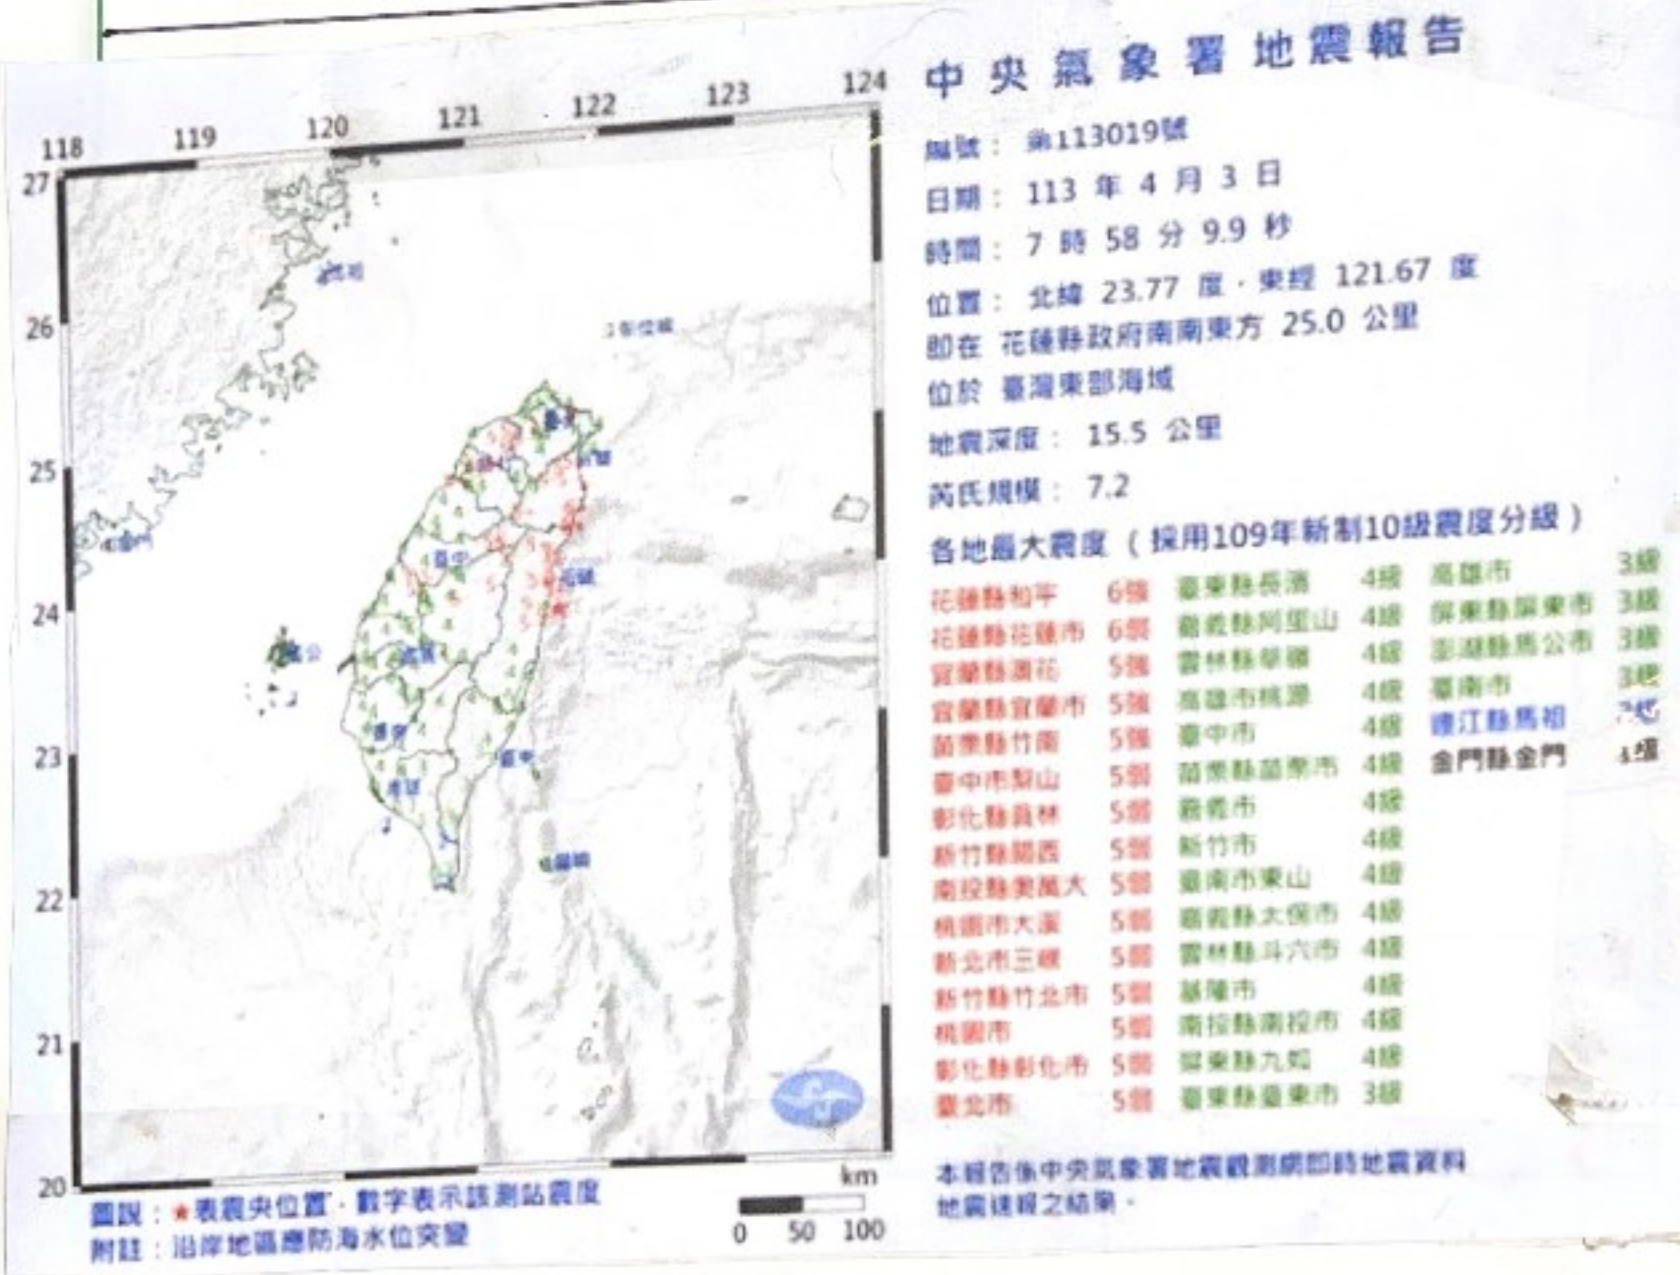 中央氣象署地震報告
編號：第113019號
日期：113 年 4 月 3 日
時間：7 時 58 分 9.9 秒
位置：北緯 23.77 度．東經 121.67 度
即在 花蓮縣政府南南東方 25.0 公里
位於 臺灣東部海域
地震深度：15.5 公里
芮氏規模：7.2
各地最大震度（採用109年新制10級震度分級）
花蓮縣和平 6強 臺東縣長濱 4級 高雄市 3級
花蓮縣花蓮市 6弱 嘉義縣阿里山 4級 屏東縣屏東市 3級
宜蘭縣 5強 雲林縣草嶺 4級 澎湖縣馬公市 3級
宜蘭縣宜蘭市 5強 高雄市桃源 4級 臺南市 3級
苗栗縣竹南 5強 臺中市 4級 連江縣馬祖
臺中市梨山 5弱 苗栗縣苗栗市 4級 金門縣金門
彰化縣員林 5弱 嘉義市 4級
新竹縣關西 5弱 新竹市 4級
南投縣奧萬大 5弱 臺南市東山 4級
桃園市大溪 5弱 嘉義縣太保市 4級
新北市三峽 5弱 雲林縣斗六市 4級
新竹縣竹北市 5弱 基隆市 4級
桃園市 5弱 南投縣南投市 4級
彰化縣彰化市 5弱 屏東縣九如 4級
臺北市 5弱 臺東縣臺東市 3級
本報告係中央氣象署地震觀測網即時地震資料
地震速報之結果．
118 119 120 121 122 123 124
27
26
25
24
23
22
21
20
馬祖
彭佳嶼
宜蘭
臺中
花蓮
馬公
嘉義
臺南
臺東
高雄
蘭嶼
km
0 50 100
圖說：★表震央位置．數字表示該測站震度
附註：沿岸地區應防海水位突變